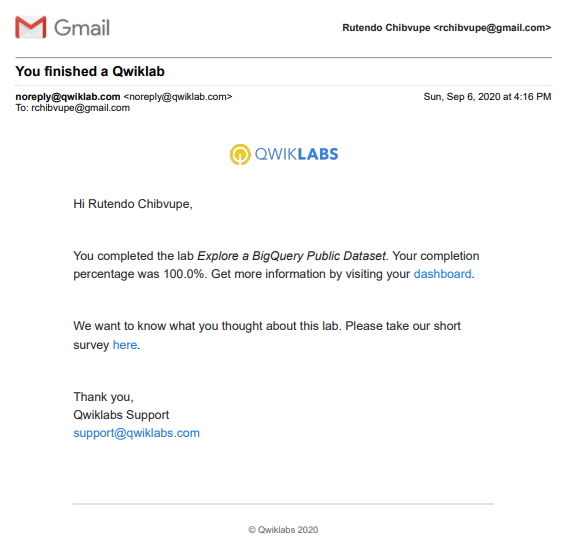 Gmail
Rutendo Chibvupe <rchibvupe@gmail.com>
You finished a Qwiklab
noreply@qwiklab.com <noreply@qwiklab.com>
Sun, Sep 6, 2020 at 4:16 PM
To: rchibvupe@gmail.com
QWIKLABS
Hi Rutendo Chibvupe,
You completed the lab Explore a BigQuery Public Dataset. Your completion
percentage was 100.0%. Get more information by visiting your dashboard.
We want to know what you thought about this lab. Please take our short
survey here.
Thank you,
Qwiklabs Support
support@qwiklabs.com
© Qwiklabs 2020